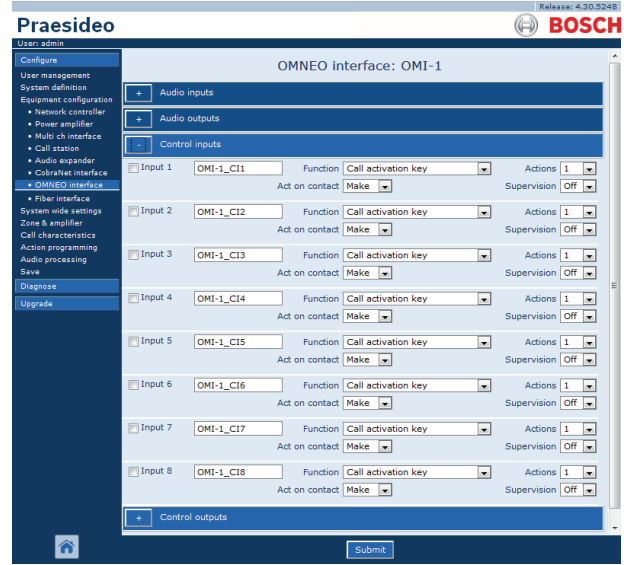 Release: 4.30.5248
Praesideo
BOSCH
User: admin
Configure
User management
System definition
Equipment configuration
• Network controller
• Power amplifier
• Multi ch interface
• Call station
• Audio expander
• CobraNet interface
• OMNEO interface
• Fiber interface
System wide settings
Zone & amplifier
Call characteristics
Action programming
Audio processing
Save
Diagnose
Upgrade
OMNEO interface: OMI-1
+ Audio inputs
+ Audio outputs
- Control inputs
Input 1 OMI-1_CI1 Function Call activation key Actions 1
Act on contact Make Supervision Off
Input 2 OMI-1_CI2 Function Call activation key Actions 1
Act on contact Make Supervision Off
Input 3 OMI-1_CI3 Function Call activation key Actions 1
Act on contact Make Supervision Off
Input 4 OMI-1_CI4 Function Call activation key Actions 1
Act on contact Make Supervision Off
Input 5 OMI-1_CI5 Function Call activation key Actions 1
Act on contact Make Supervision Off
Input 6 OMI-1_CI6 Function Call activation key Actions 1
Act on contact Make Supervision Off
Input 7 OMI-1_CI7 Function Call activation key Actions 1
Act on contact Make Supervision Off
Input 8 OMI-1_CI8 Function Call activation key Actions 1
Act on contact Make Supervision Off
+ Control outputs
Submit